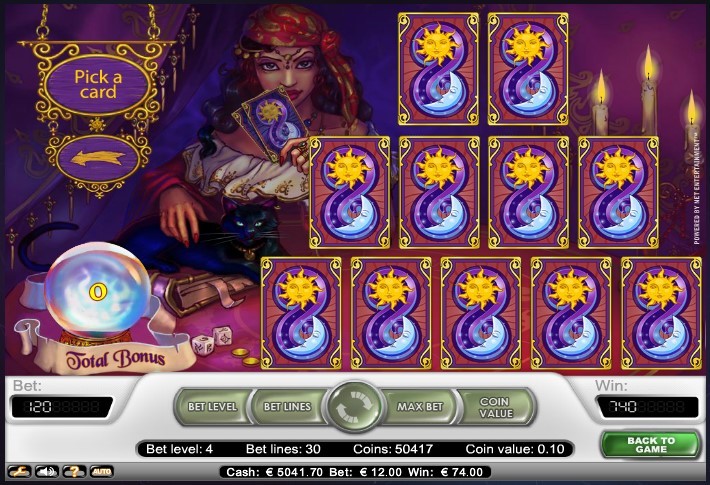 Pick a
card
0
Total Bonus
POWERED BY NET ENTERTAINMENT™
Bet:
120
BET LEVEL
BET LINES
MAX BET
COIN
VALUE
Win:
740
Bet level: 4
Bet lines: 30
Coins: 50417
Coin value: 0.10
BACK TO
GAME
?
AUTO
Cash: € 5041.70 Bet: € 12.00 Win: € 74.00